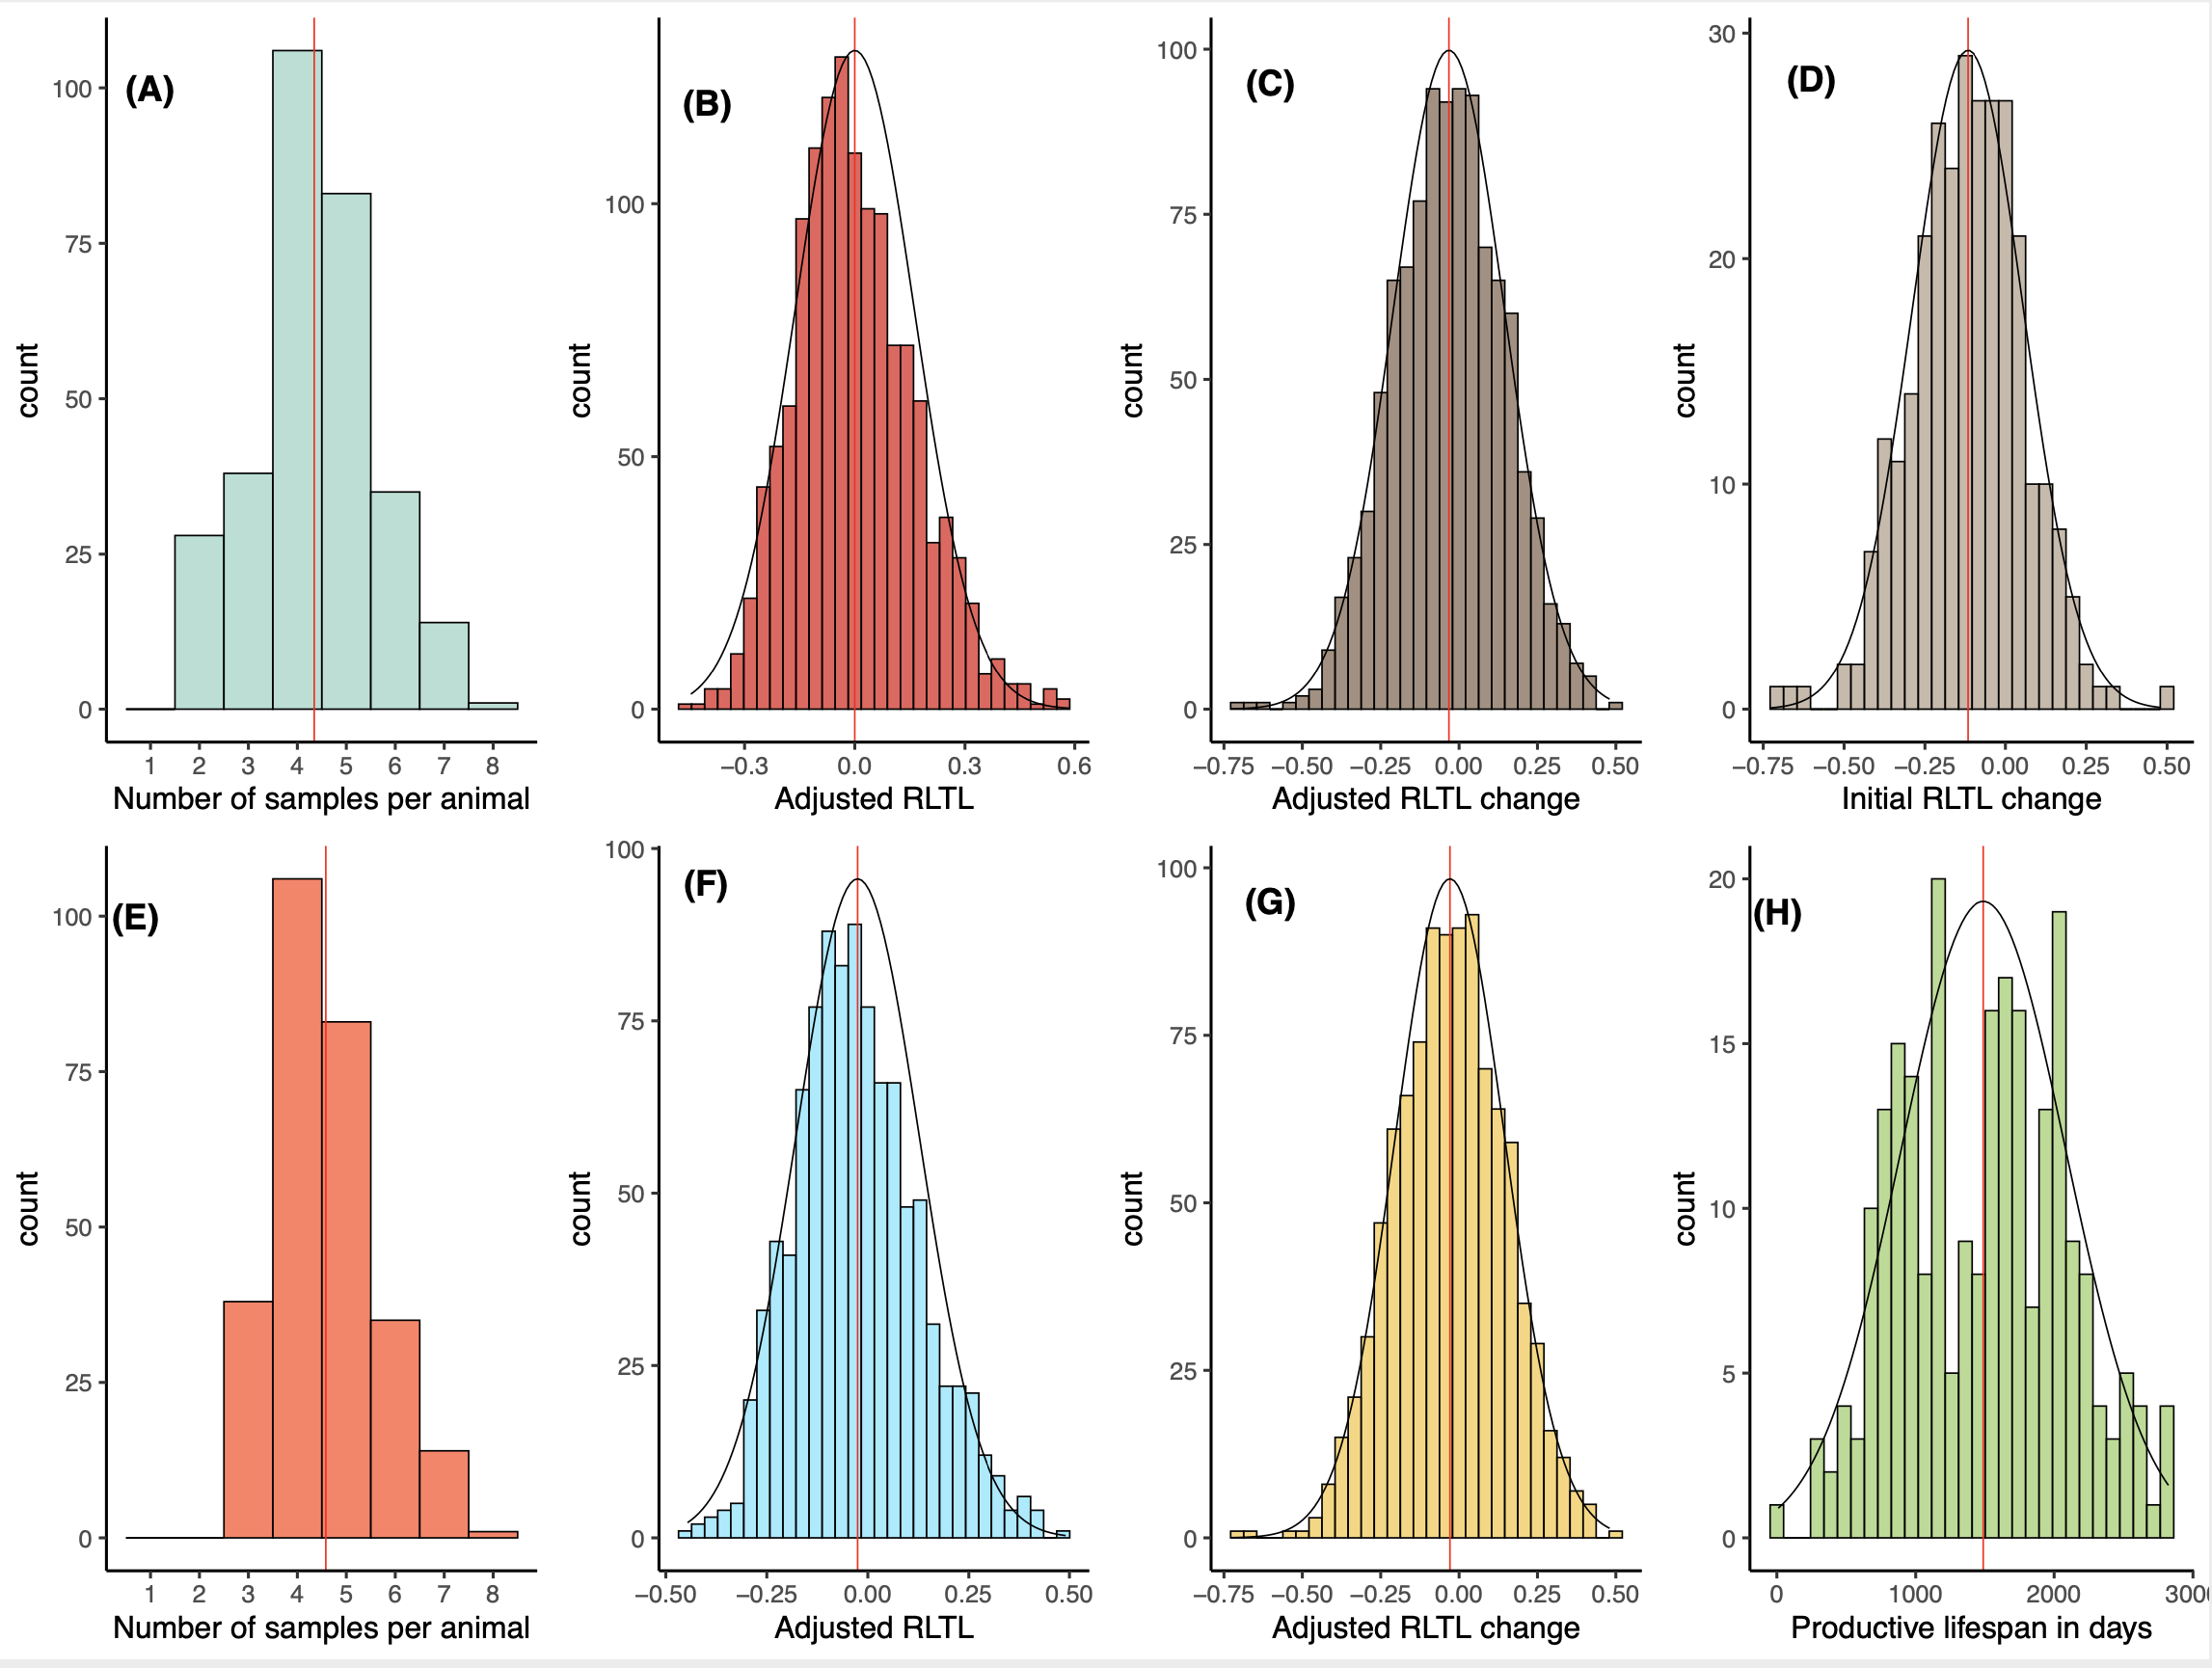 (A)
100
75
50
25
0
count
1 2 3 4 5 6 7 8
Number of samples per animal
(B)
100
50
0
count
−0.3 0.0 0.3 0.6
Adjusted RLTL
(C)
100
75
50
25
0
count
−0.75 −0.50 −0.25 0.00 0.25 0.50
Adjusted RLTL change
(D)
30
20
10
0
count
−0.75 −0.50 −0.25 0.00 0.25 0.50
Initial RLTL change
(E)
100
75
50
25
0
count
1 2 3 4 5 6 7 8
Number of samples per animal
(F)
100
75
50
25
0
count
−0.50 −0.25 0.00 0.25 0.50
Adjusted RLTL
(G)
100
75
50
25
0
count
−0.75 −0.50 −0.25 0.00 0.25 0.50
Adjusted RLTL change
(H)
20
15
10
5
0
count
0 1000 2000
Productive lifespan in days